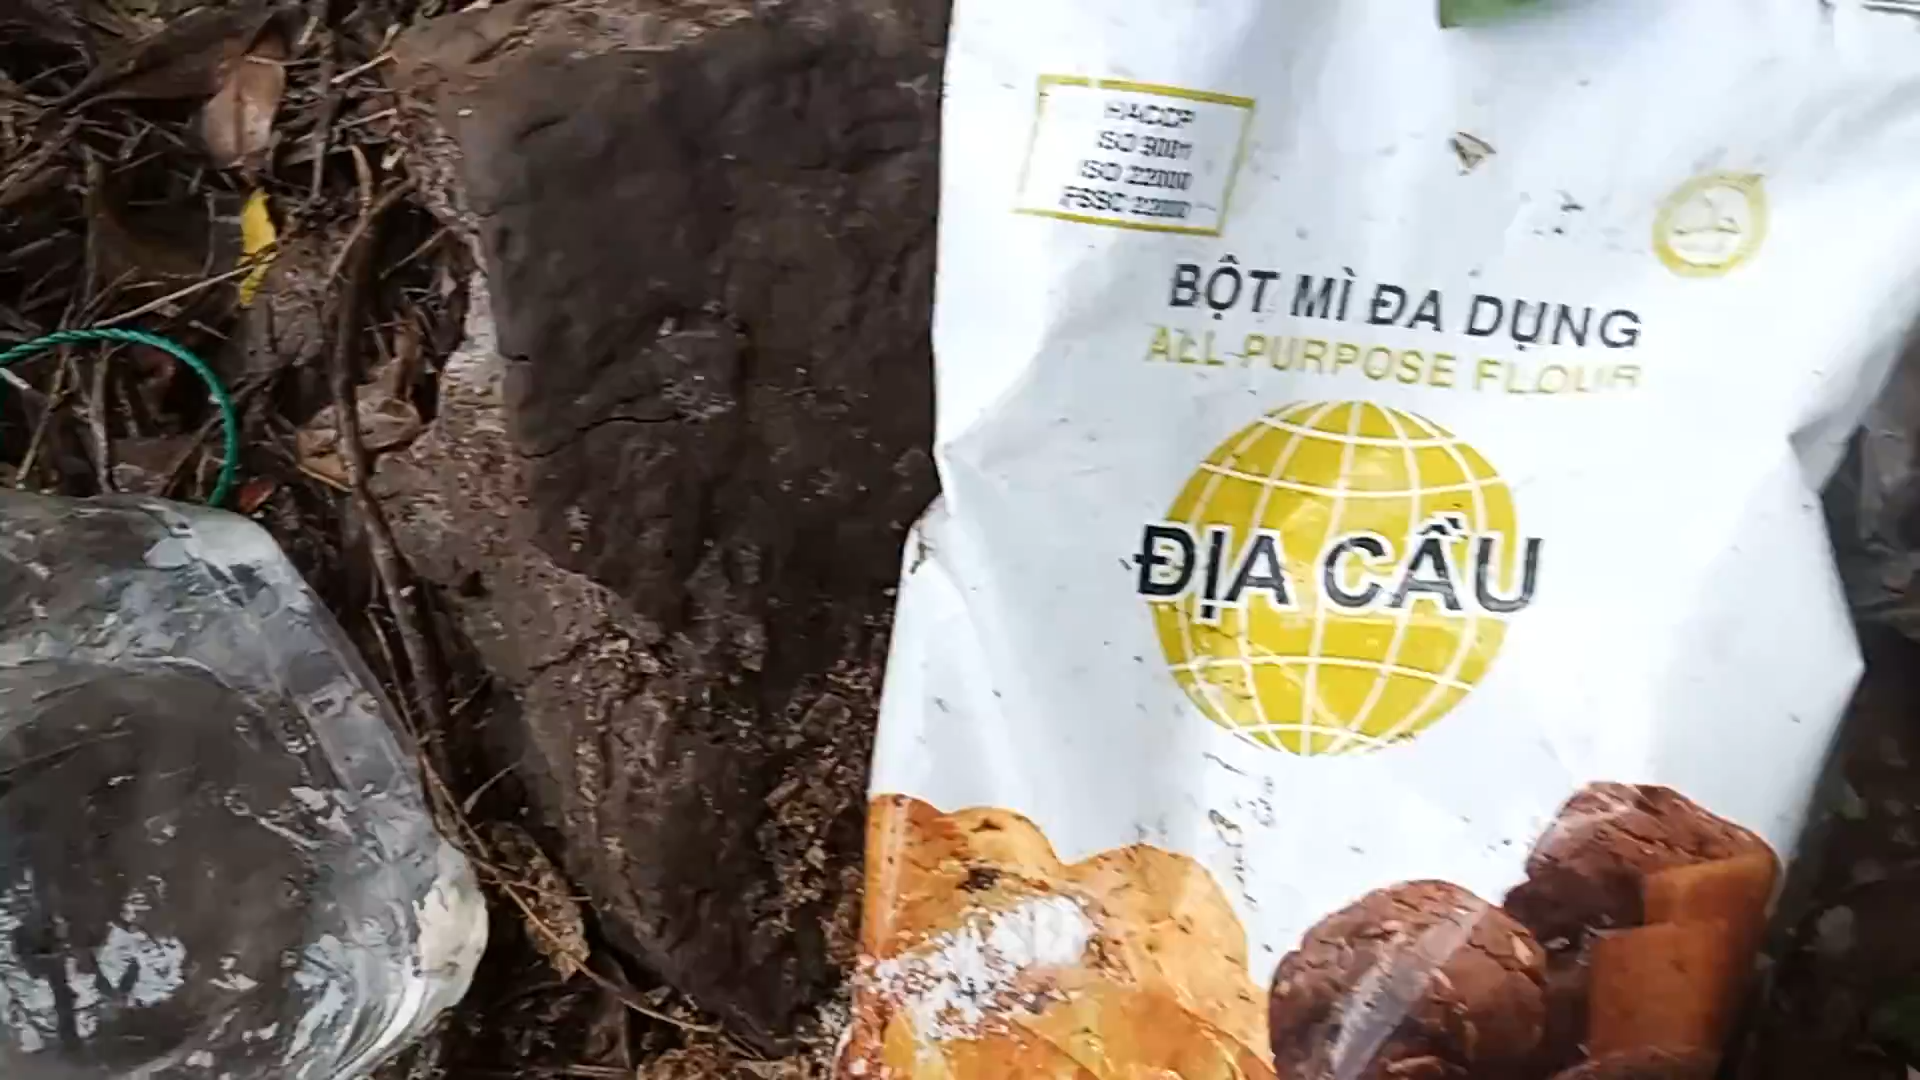 HACCP
ISO 9001
ISO 22000
FSSC 22000
BỘT MÌ ĐA DỤNG
ALL PURPOSE FLOUR
ĐỊA CẦU